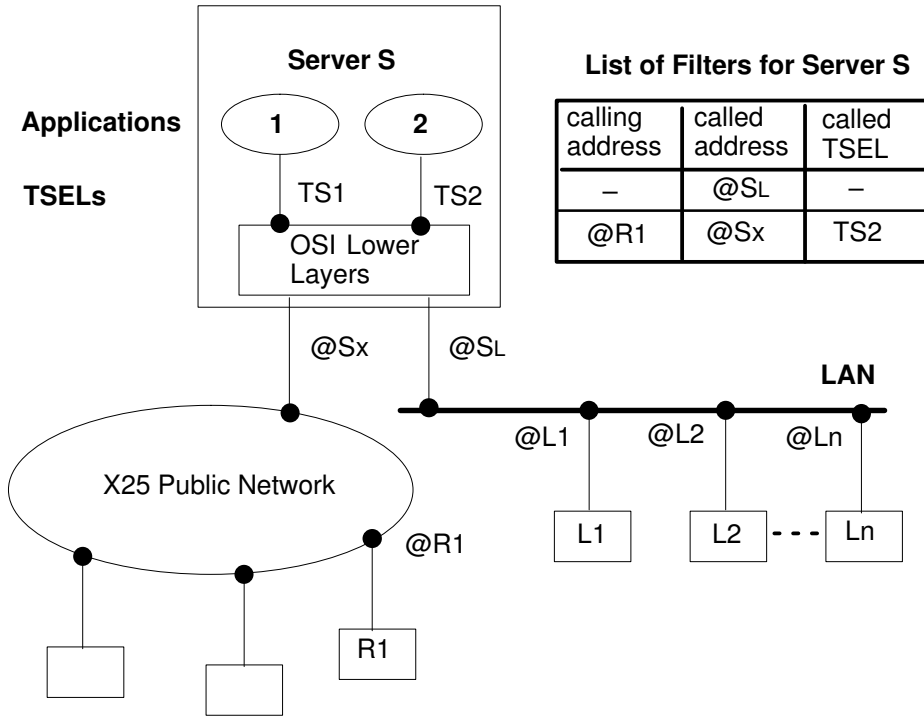 Server S
List of Filters for Server S
Applications
1
2
calling address
called address
called TSEL
–
@SL
–
@R1
@Sx
TS2
TSELs
TS1
TS2
OSI Lower
Layers
@Sx
@SL
LAN
@L1
@L2
@Ln
X25 Public Network
L1
L2
Ln
@R1
R1